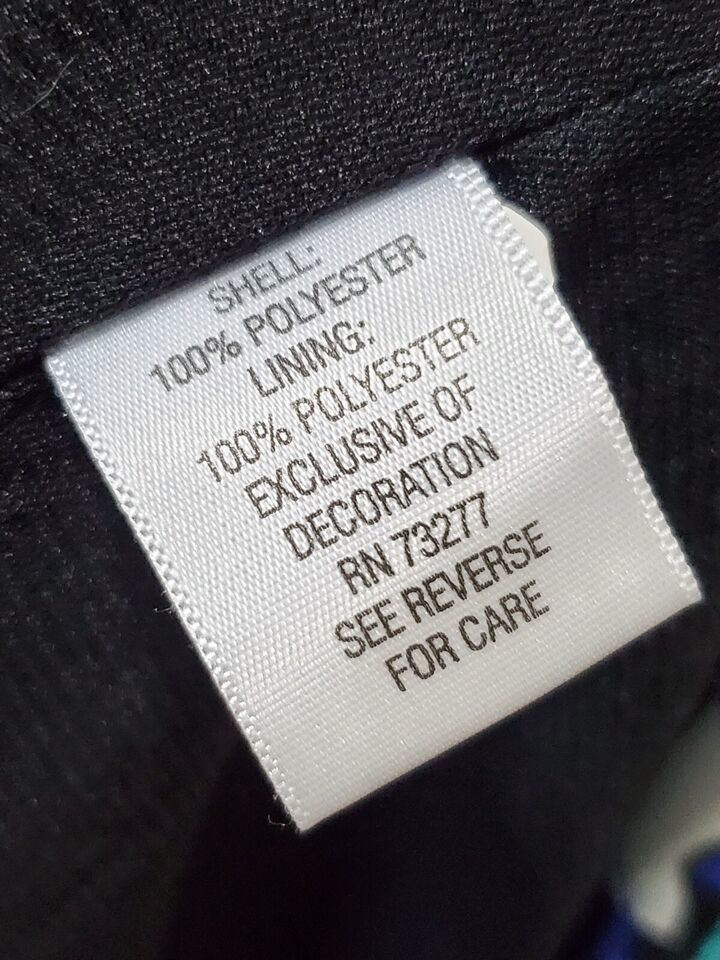 SHELL:
100% POLYESTER
LINING:
100% POLYESTER
EXCLUSIVE OF
DECORATION
RN 73277
SEE REVERSE
FOR CARE